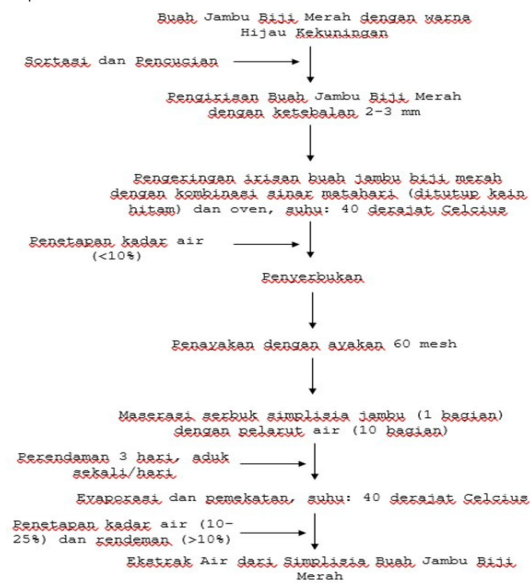 Buah Jambu Biji Merah dengan warna
Hijau Kekuningan
Sortasi dan Pencucian
Pengirisan Buah Jambu Biji Merah
dengan ketebalan 2-3 mm
Pengeringan irisan buah jambu biji merah
dengan kombinasi sinar matahari (ditutup kain
hitam) dan oven, suhu: 40 derajat Celcius
Penetapan kadar air
(<10%)
Penyerbukan
Penayakan dengan ayakan 60 mesh
Maserasi serbuk simplisia jambu (1 bagian)
dengan pelarut air (10 bagian)
Perendaman 3 hari, aduk
sekali/hari
Evaporasi dan pemekatan, suhu: 40 derajat Celcius
Penetapan kadar air (10-
25%) dan rendeman (>10%)
Ekstrak Air dari Simplisia Buah Jambu Biji
Merah